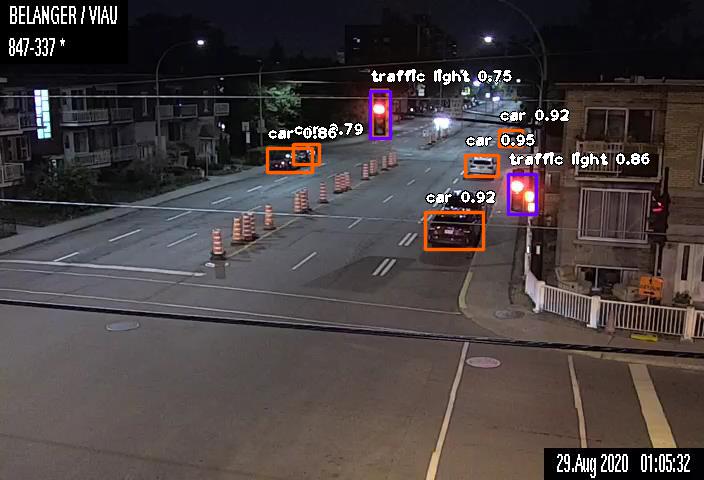 BELANGER / VIAU
847-337 *
traffic light 0.75
car 0.92
car 0.86
car 0.79
car 0.95
traffic light 0.86
car 0.92
29.Aug 2020 01:05:32